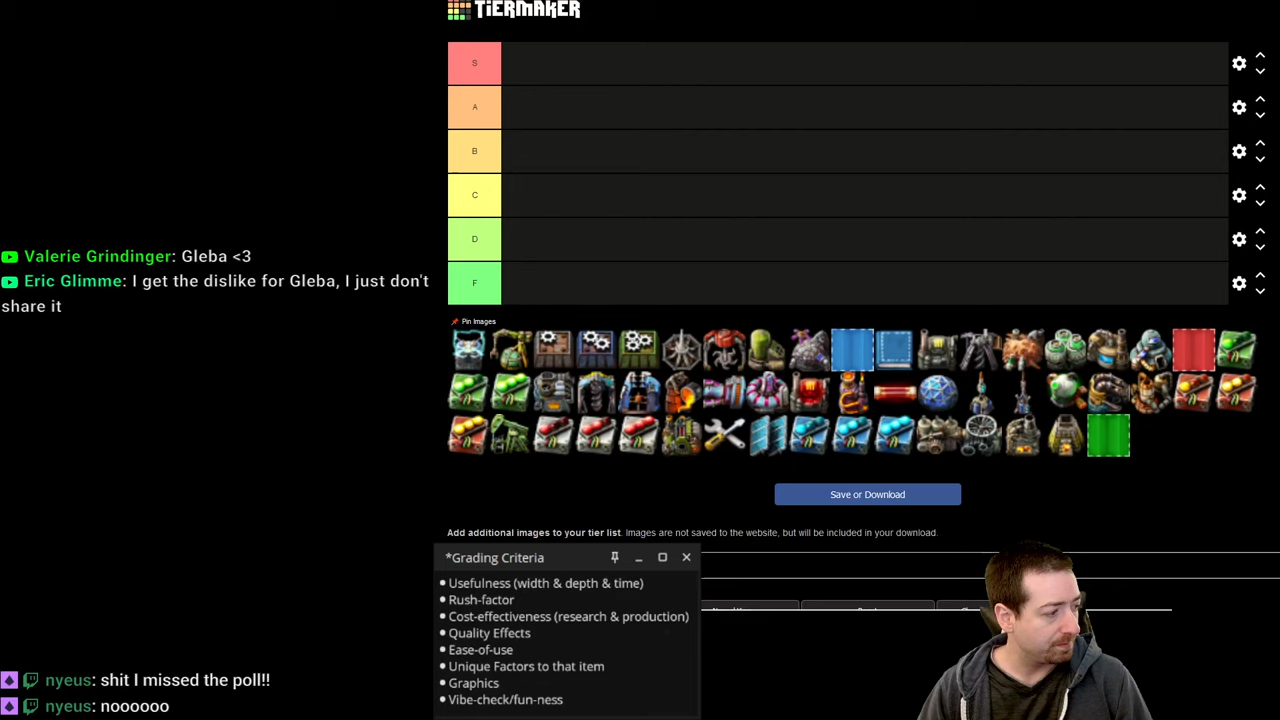 TiERMAKER
S
A
B
C
D
F
Valerie Grindinger: Gleba <3
Eric Glimme: I get the dislike for Gleba, I just don't
share it
Pin Images
Save or Download
Add additional images to your tier list. Images are not saved to the website, but will be included in your download.
*Grading Criteria
• Usefulness (width & depth & time)
• Rush-factor
• Cost-effectiveness (research & production)
• Quality Effects
• Ease-of-use
• Unique Factors to that item
• Graphics
• Vibe-check/fun-ness
nyeus: shit I missed the poll!!
nyeus: noooooo